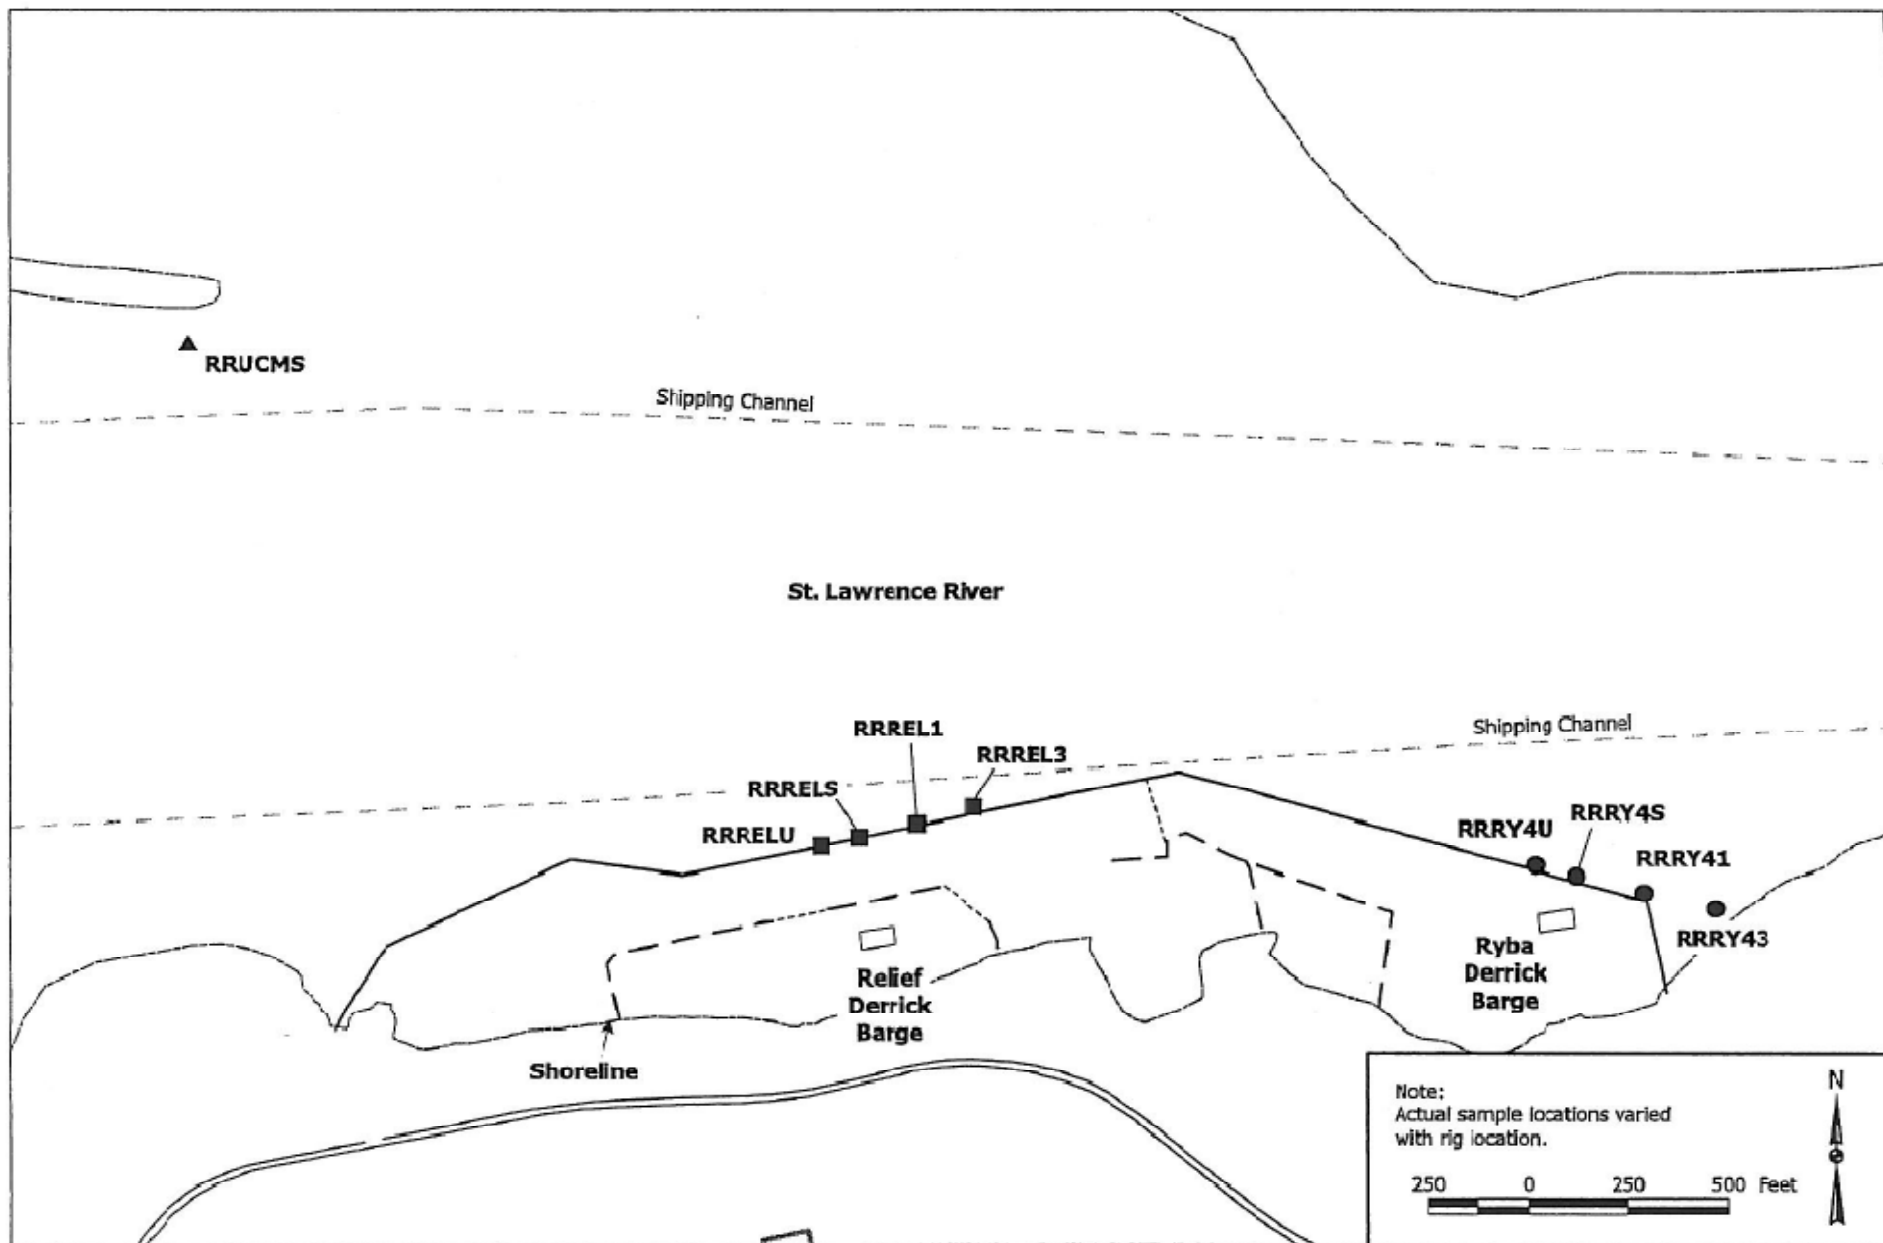 RRUCMS
Shipping Channel
St. Lawrence River
Shipping Channel
RRREL1
RRREL3
RRRELS
RRRELU
RRRY4U
RRRY4S
RRRY41
RRRY43
Relief
Derrick
Barge
Ryba
Derrick
Barge
Shoreline
Note:
Actual sample locations varied
with rig location.
N
250 0 250 500 Feet